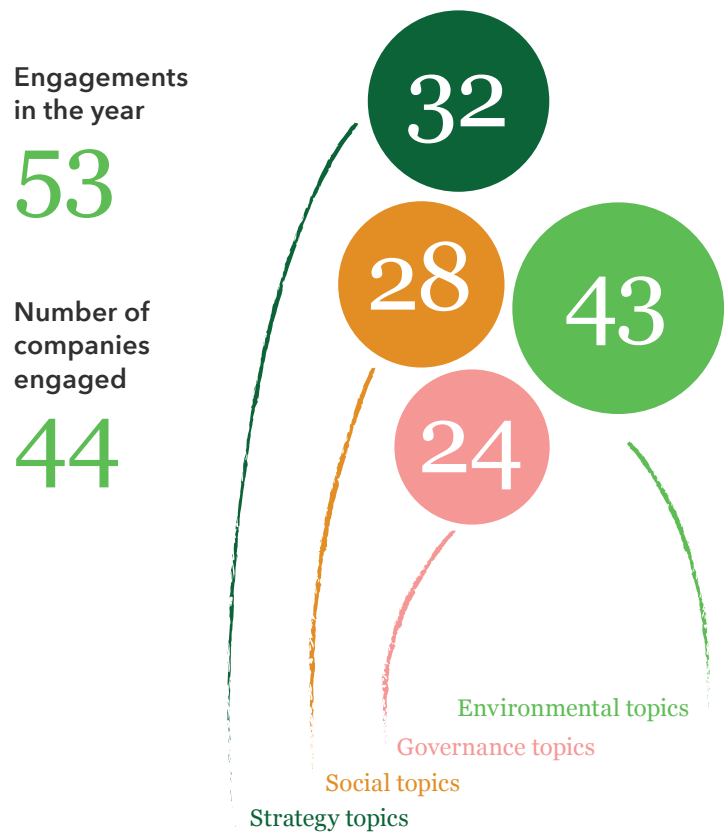 Engagements
in the year
53
Number of
companies
engaged
44
32
28
43
24
Environmental topics
Governance topics
Social topics
Strategy topics